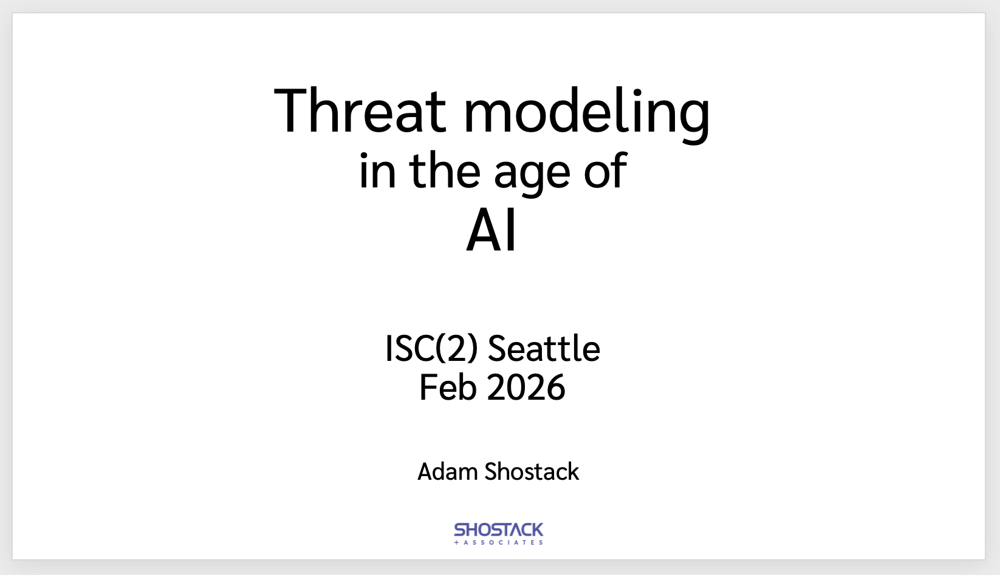 Threat modeling
in the age of
AI
ISC(2) Seattle
Feb 2026
Adam Shostack
SHOSTACK
+ ASSOCIATES